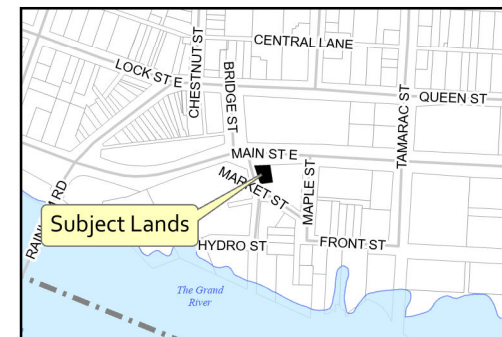 CENTRAL LANE
CHESTNUT ST
LOCK ST E
BRIDGE ST
TAMARAC ST
QUEEN ST
MAIN ST E
MARKET ST
MAPLE ST
Subject Lands
RD
HYDRO ST
FRONT ST
The Grand
River